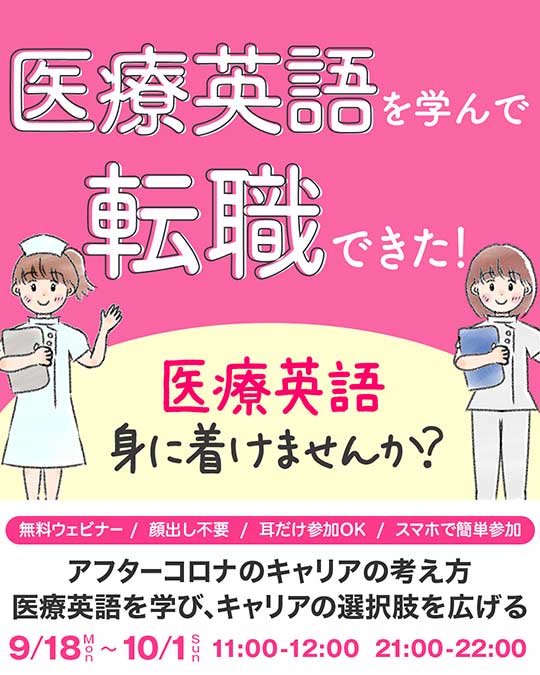 医療英語を学んで
転職できた!
医療英語
身に着けませんか?
無料ウェビナー / 顔出し不要 / 耳だけ参加OK / スマホで簡単参加
アフターコロナのキャリアの考え方
医療英語を学び、キャリアの選択肢を広げる
9/18Mon～10/1Sun 11:00-12:00 21:00-22:00